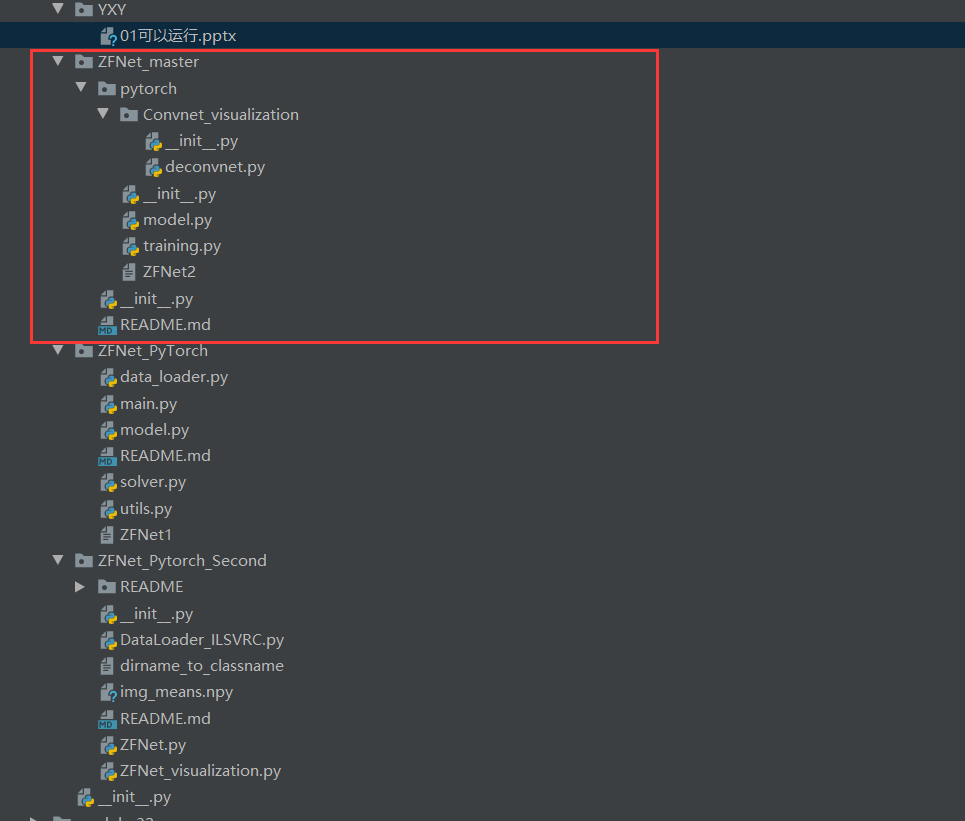 YXY
01可以运行.pptx
ZFNet_master
pytorch
Convnet_visualization
__init__.py
deconvnet.py
__init__.py
model.py
training.py
ZFNet2
__init__.py
README.md
ZFNet_PyTorch
data_loader.py
main.py
model.py
README.md
solver.py
utils.py
ZFNet1
ZFNet_Pytorch_Second
README
__init__.py
DataLoader_ILSVRC.py
dirname_to_classname
img_means.npy
README.md
ZFNet.py
ZFNet_visualization.py
__init__.py